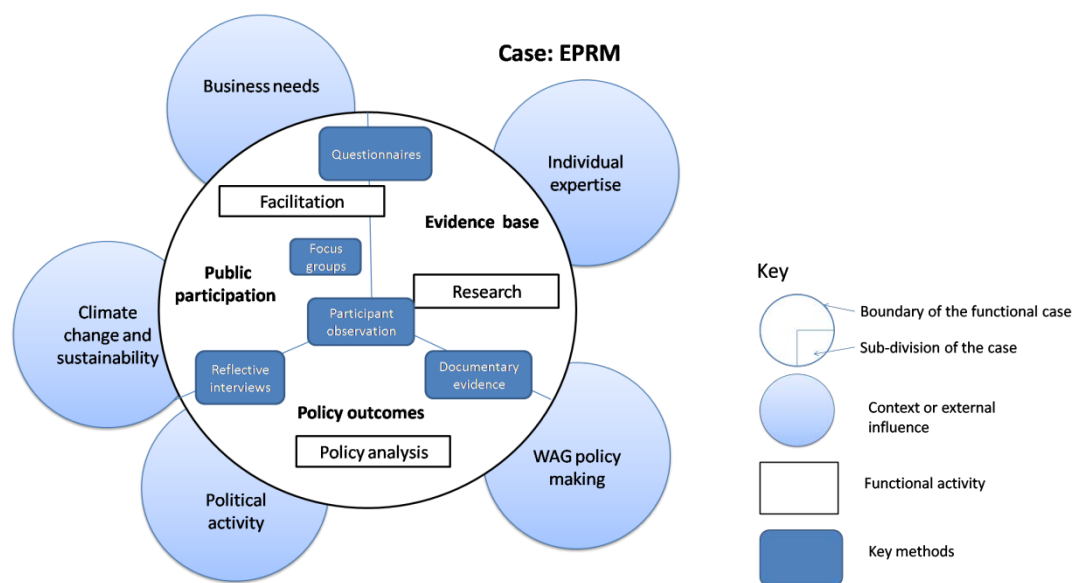 Case: EPRM
Business needs
Questionnaires
Individual
expertise
Facilitation
Evidence base
Focus
groups
Public
participation
Research
Participant
observation
Climate
change and
sustainability
Reflective
interviews
Documentary
evidence
Policy outcomes
Policy analysis
WAG policy
making
Political
activity
Key
Boundary of the functional case
Sub-division of the case
Context or external
influence
Functional activity
Key methods